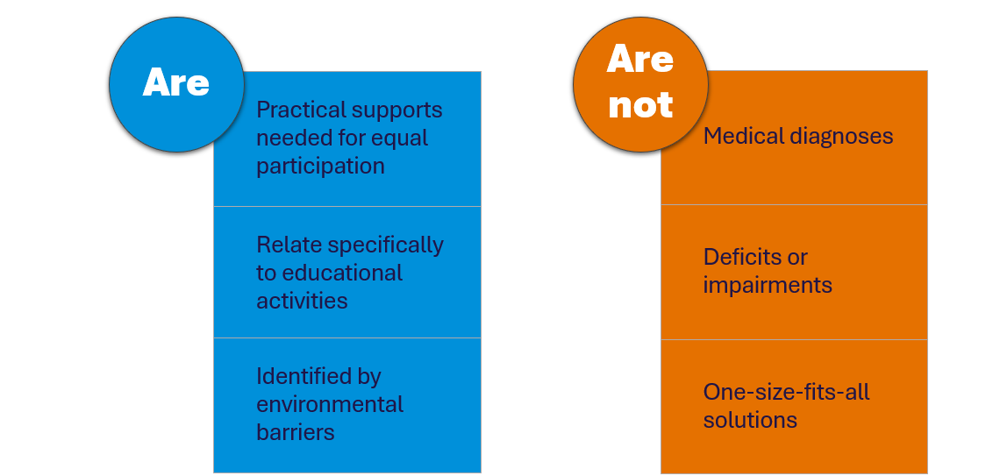 Are
Practical supports
needed for equal
participation
Relate specifically
to educational
activities
Identified by
environmental
barriers
Are
not
Medical diagnoses
Deficits or
impairments
One-size-fits-all
solutions